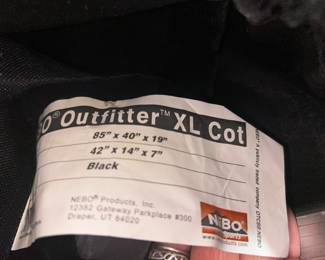 BO® Outfitter™ XL Cot
85" x 40" x 19"
42" x 14" x 7"
Black
NEBO® Products, Inc.
12382 Gateway Parkplace #300
Draper, UT 84020
NEBO
sports